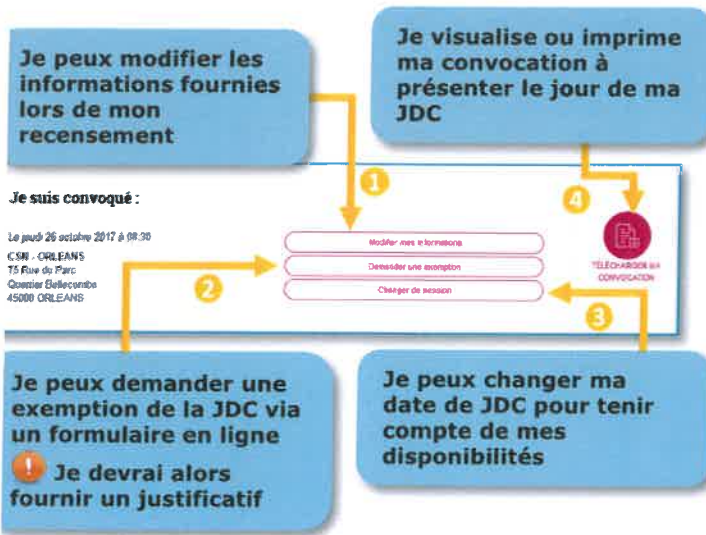 Je peux modifier les
informations fournies
lors de mon
recensement
Je visualise ou imprime
ma convocation à
présenter le jour de ma
JDC
1
4
Je suis convoqué :
Le jeudi 26 octobre 2017 à 08:30
CSN - ORLEANS
75 Rue du Parc
Quartier Bellecombe
45000 ORLEANS
Modifier mes informations
Demander une exemption
Changer de session
TÉLÉCHARGER MA
CONVOCATION
2
3
Je peux demander une
exemption de la JDC via
un formulaire en ligne
! Je devrai alors
fournir un justificatif
Je peux changer ma
date de JDC pour tenir
compte de mes
disponibilités